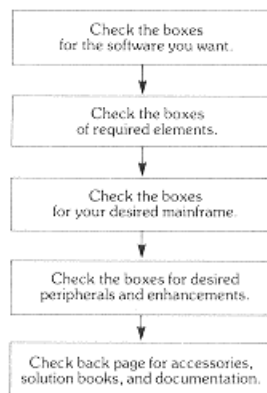 Check the boxes
for the software you want.
Check the boxes
of required elements.
Check the boxes
for your desired mainframe.
Check the boxes for desired
peripherals and enhancements.
Check back page for accessories,
solution books, and documentation.